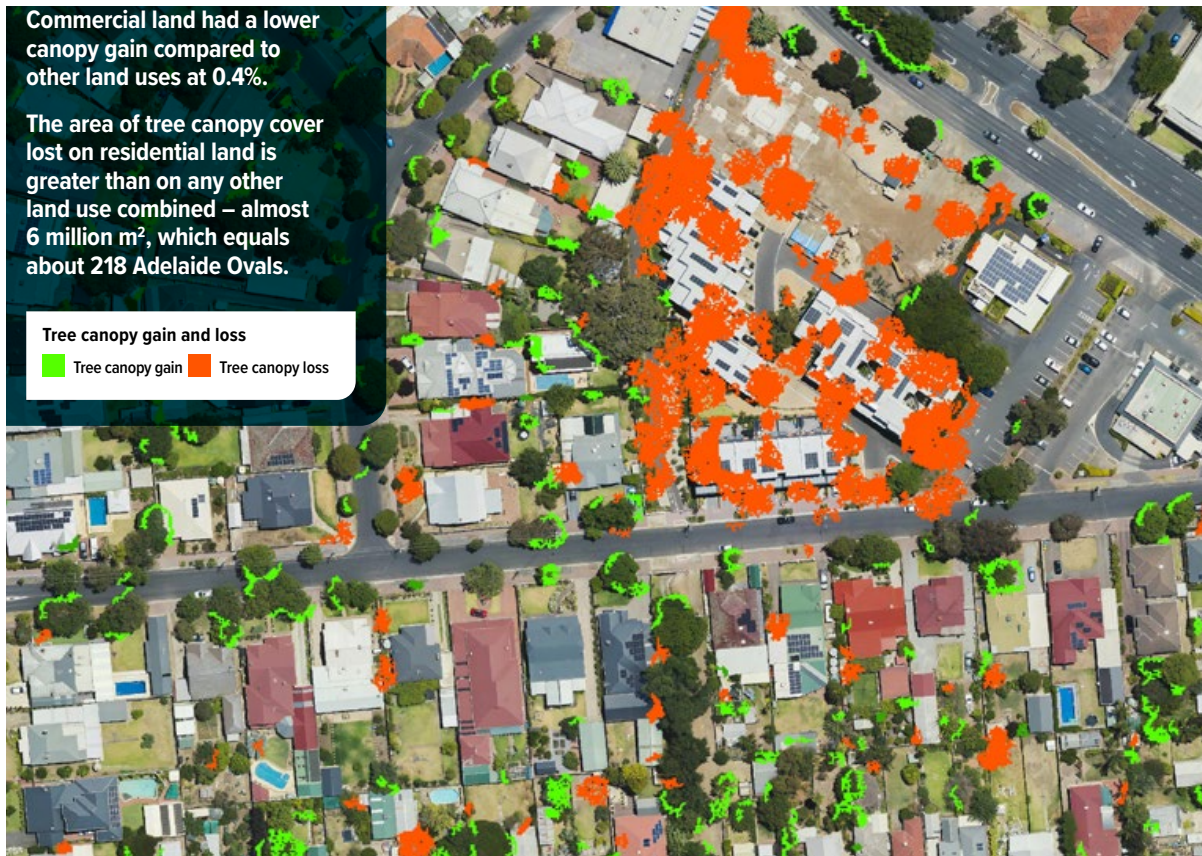 Commercial land had a lower
canopy gain compared to
other land uses at 0.4%.
The area of tree canopy cover
lost on residential land is
greater than on any other
land use combined – almost
6 million m², which equals
about 218 Adelaide Ovals.
Tree canopy gain and loss
Tree canopy gain
Tree canopy loss